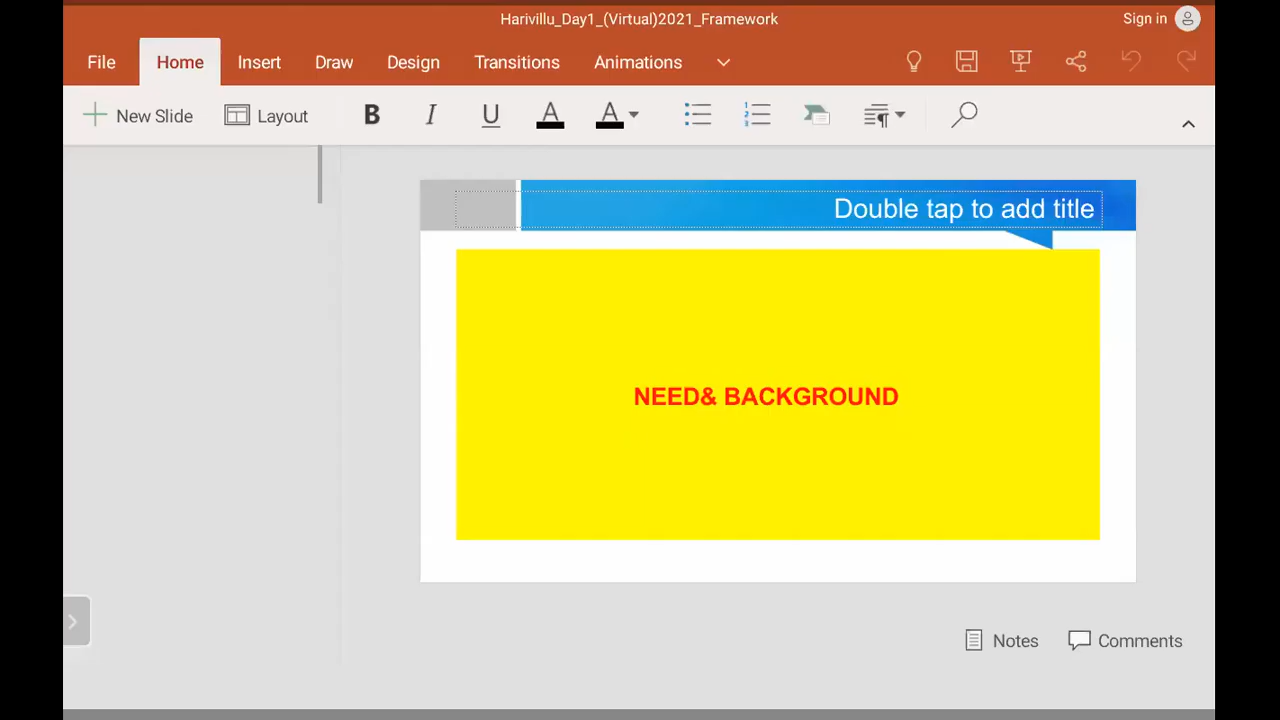 Harivillu_Day1_(Virtual)2021_Framework
Sign in
File Home Insert Draw Design Transitions Animations
New Slide Layout B I U A A
Double tap to add title
NEED& BACKGROUND
Notes Comments